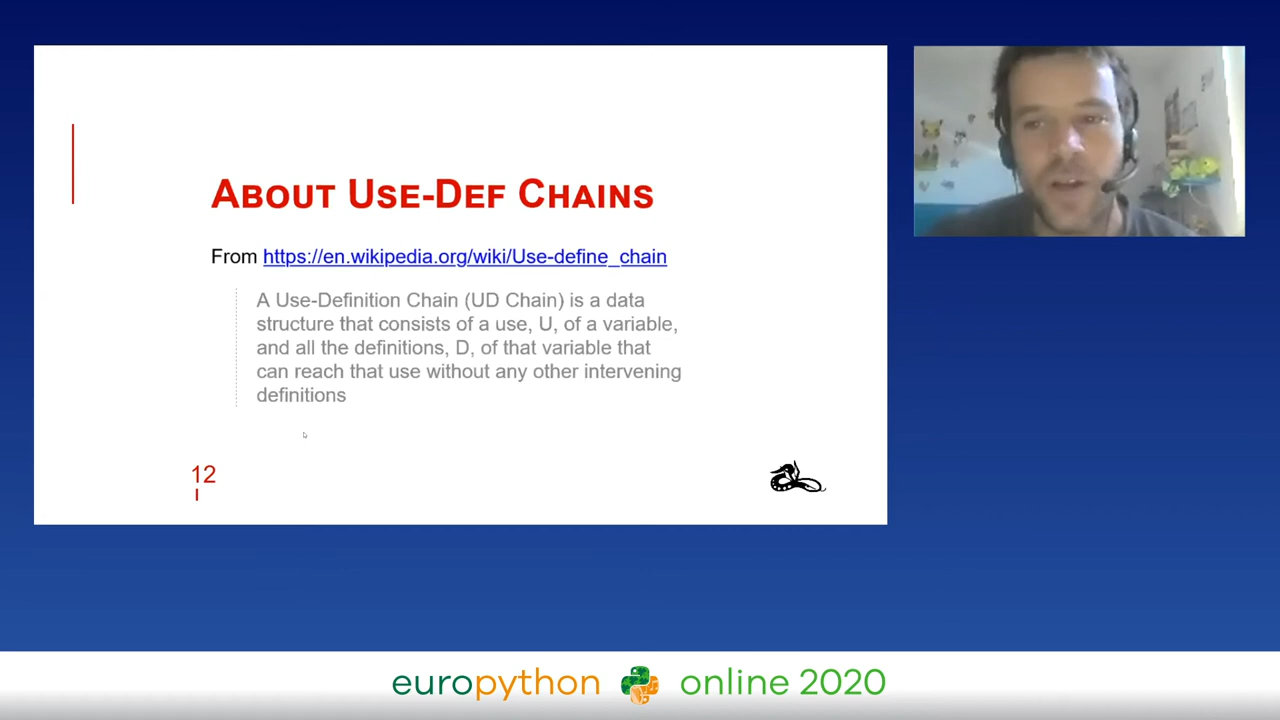 About Use-Def Chains
From https://en.wikipedia.org/wiki/Use-define_chain
A Use-Definition Chain (UD Chain) is a data
structure that consists of a use, U, of a variable,
and all the definitions, D, of that variable that
can reach that use without any other intervening
definitions
12
europython online 2020